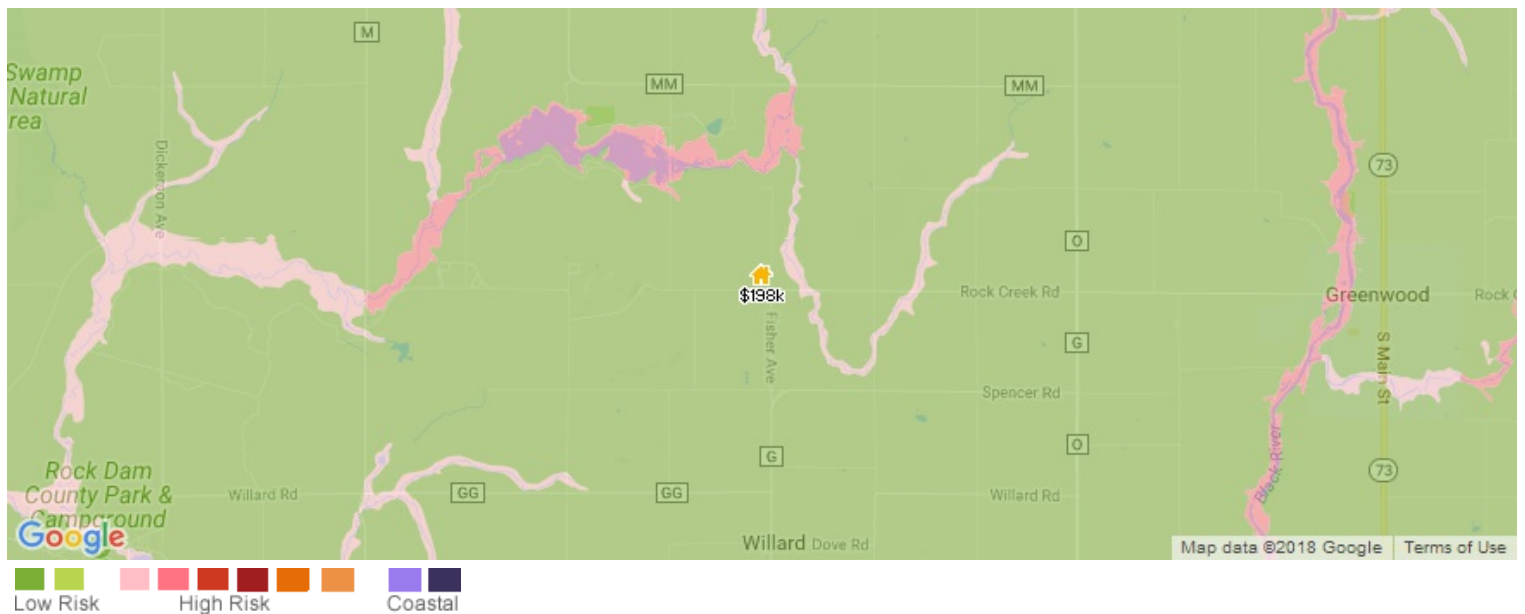 M
MM
MM
Swamp
Natural
rea
Dickerson Ave
73
O
$198k
Rock Creek Rd
Greenwood
Rock C
Fisher Ave
G
S Main St
Spencer Rd
G
O
Black River
73
Rock Dam
County Park &
Campground
Willard Rd
GG
GG
Willard Rd
Google
Willard
Dove Rd
Map data ©2018 Google
Terms of Use
Low Risk
High Risk
Coastal